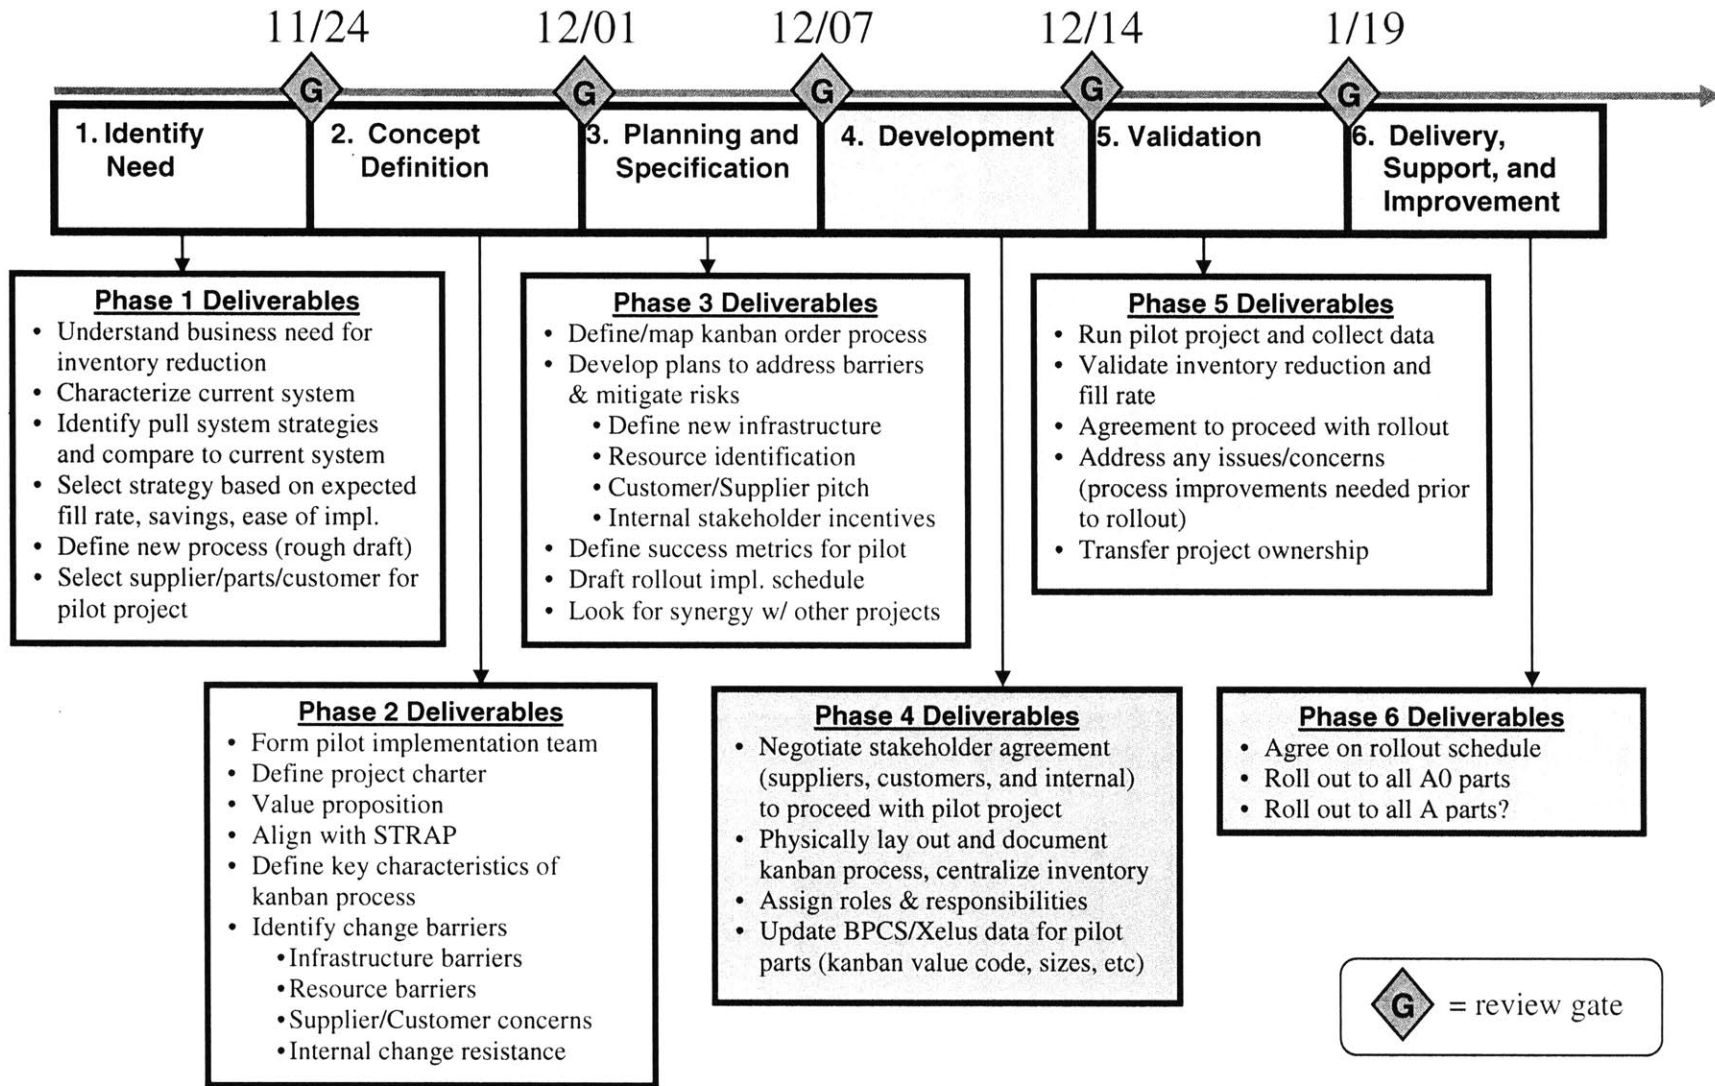 11/24
12/01
12/07
12/14
1/19
G
G
G
G
G
1. Identify
Need
2. Concept
Definition
3. Planning and
Specification
4. Development
5. Validation
6. Delivery,
Support, and
Improvement
Phase 1 Deliverables
• Understand business need for
inventory reduction
• Characterize current system
• Identify pull system strategies
and compare to current system
• Select strategy based on expected
fill rate, savings, ease of impl.
• Define new process (rough draft)
• Select supplier/parts/customer for
pilot project
Phase 3 Deliverables
• Define/map kanban order process
• Develop plans to address barriers
& mitigate risks
• Define new infrastructure
• Resource identification
• Customer/Supplier pitch
• Internal stakeholder incentives
• Define success metrics for pilot
• Draft rollout impl. schedule
• Look for synergy w/ other projects
Phase 5 Deliverables
• Run pilot project and collect data
• Validate inventory reduction and
fill rate
• Agreement to proceed with rollout
• Address any issues/concerns
(process improvements needed prior
to rollout)
• Transfer project ownership
Phase 2 Deliverables
• Form pilot implementation team
• Define project charter
• Value proposition
• Align with STRAP
• Define key characteristics of
kanban process
• Identify change barriers
• Infrastructure barriers
• Resource barriers
• Supplier/Customer concerns
• Internal change resistance
Phase 4 Deliverables
• Negotiate stakeholder agreement
(suppliers, customers, and internal)
to proceed with pilot project
• Physically lay out and document
kanban process, centralize inventory
• Assign roles & responsibilities
• Update BPCS/Xelus data for pilot
parts (kanban value code, sizes, etc)
Phase 6 Deliverables
• Agree on rollout schedule
• Roll out to all A0 parts
• Roll out to all A parts?
G = review gate